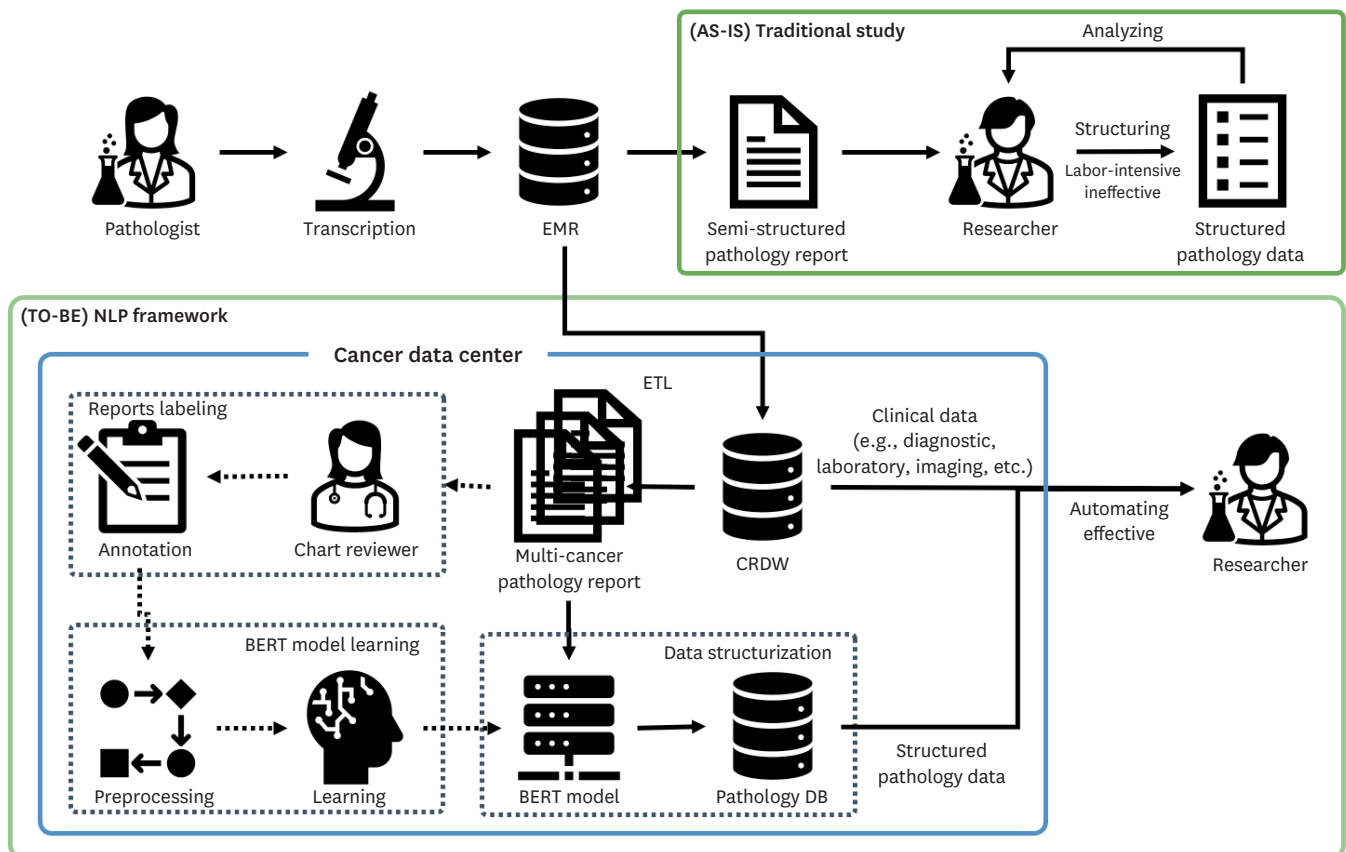 (AS-IS) Traditional study
Analyzing
Structuring
Labor-intensive
ineffective
Pathologist
Transcription
EMR
Semi-structured
pathology report
Researcher
Structured
pathology data
(TO-BE) NLP framework
Cancer data center
ETL
Reports labeling
Clinical data
(e.g., diagnostic,
laboratory, imaging, etc.)
Automating
effective
Annotation
Chart reviewer
Multi-cancer
pathology report
CRDW
Researcher
BERT model learning
Data structurization
Structured
pathology data
Preprocessing
Learning
BERT model
Pathology DB